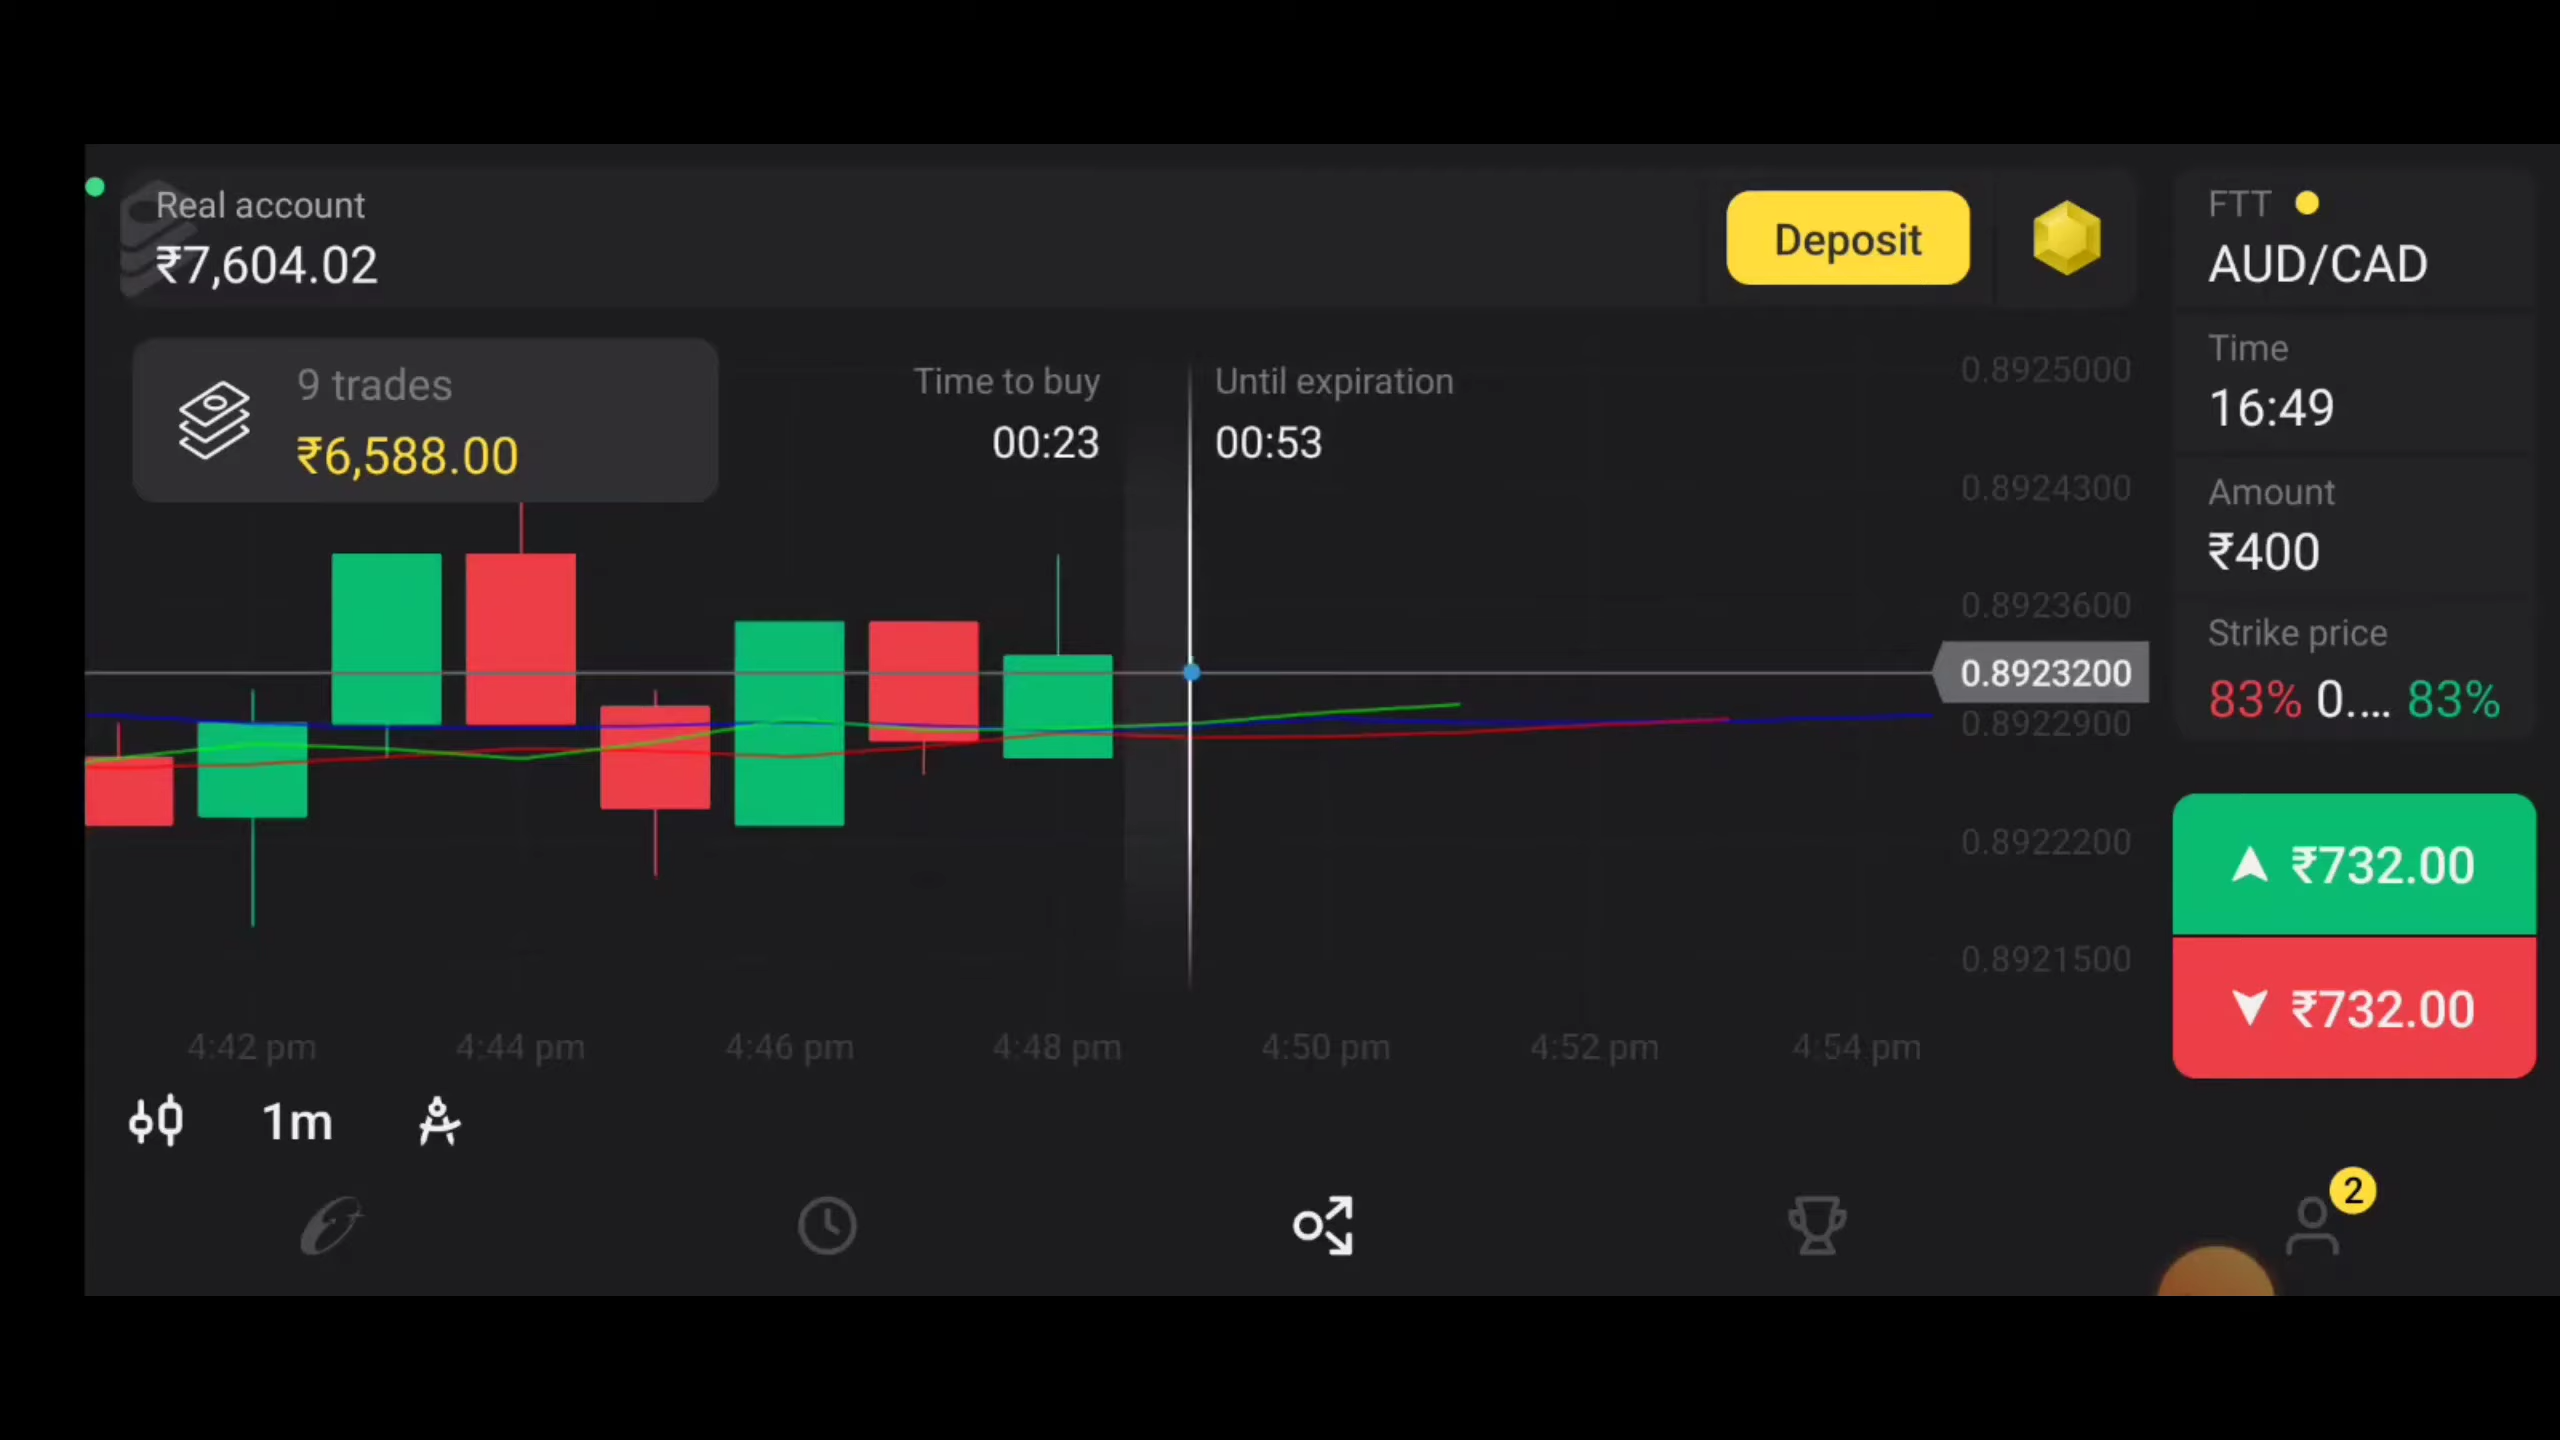 Real account
₹7,604.02
Deposit
FTT
AUD/CAD
9 trades
₹6,588.00
Time to buy
00:23
Until expiration
00:53
0.8925000
0.8924300
0.8923600
0.8923200
0.8922900
0.8922200
0.8921500
Time
16:49
Amount
₹400
Strike price
83% 0.... 83%
₹732.00
₹732.00
4:42 pm 4:44 pm 4:46 pm 4:48 pm 4:50 pm 4:52 pm 4:54 pm
1m
2